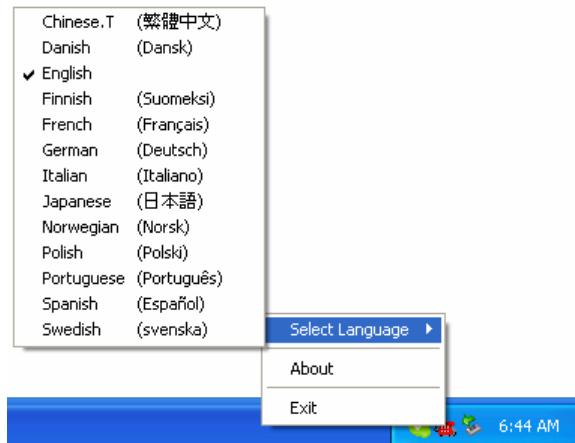 Chinese.T (繁體中文)
Danish (Dansk)
English
Finnish (Suomeksi)
French (Français)
German (Deutsch)
Italian (Italiano)
Japanese (日本語)
Norwegian (Norsk)
Polish (Polski)
Portuguese (Português)
Spanish (Español)
Swedish (svenska)
Select Language
About
Exit
6:44 AM